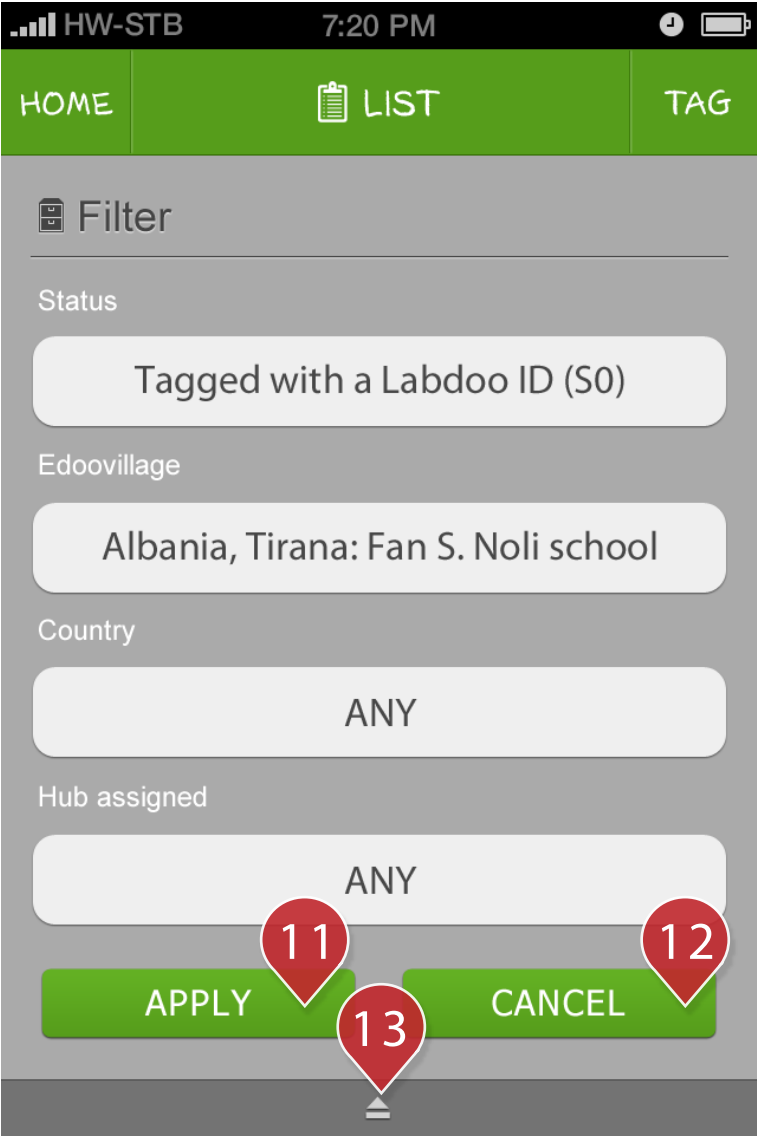 HW-STB 7:20 PM
HOME LIST TAG
Filter
Status
Tagged with a Labdoo ID (S0)
Edoovillage
Albania, Tirana: Fan S. Noli school
Country
ANY
Hub assigned
ANY
11 12
APPLY CANCEL
13